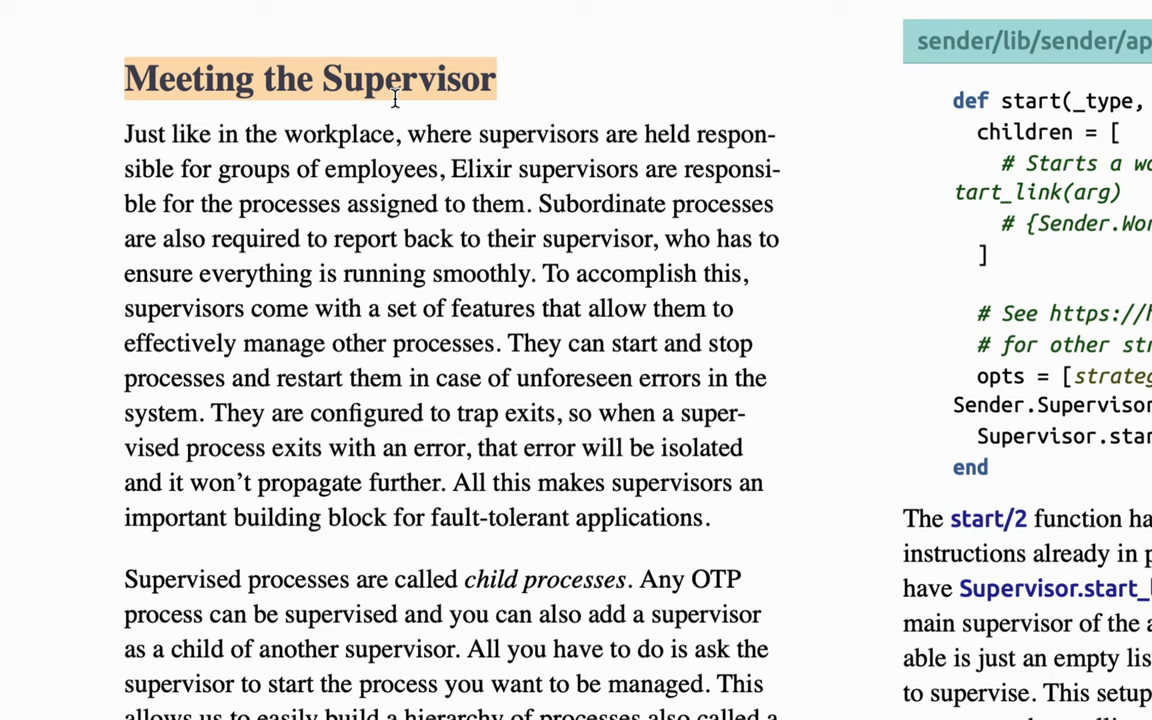 Meeting the Supervisor
Just like in the workplace, where supervisors are held respon-
sible for groups of employees, Elixir supervisors are responsi-
ble for the processes assigned to them. Subordinate processes
are also required to report back to their supervisor, who has to
ensure everything is running smoothly. To accomplish this,
supervisors come with a set of features that allow them to
effectively manage other processes. They can start and stop
processes and restart them in case of unforeseen errors in the
system. They are configured to trap exits, so when a super-
vised process exits with an error, that error will be isolated
and it won’t propagate further. All this makes supervisors an
important building block for fault-tolerant applications.
Supervised processes are called child processes. Any OTP
process can be supervised and you can also add a supervisor
as a child of another supervisor. All you have to do is ask the
supervisor to start the process you want to be managed. This
allows us to easily build a hierarchy of processes also called a
sender/lib/sender/ap
def start(_type,
children = [
# Starts a wo
tart_link(arg)
# {Sender.Wor
]
# See https://h
# for other str
opts = [strateg
Sender.Supervisor
Supervisor.star
end
The start/2 function ha
instructions already in p
have Supervisor.start_l
main supervisor of the a
able is just an empty lis
to supervise. This setup